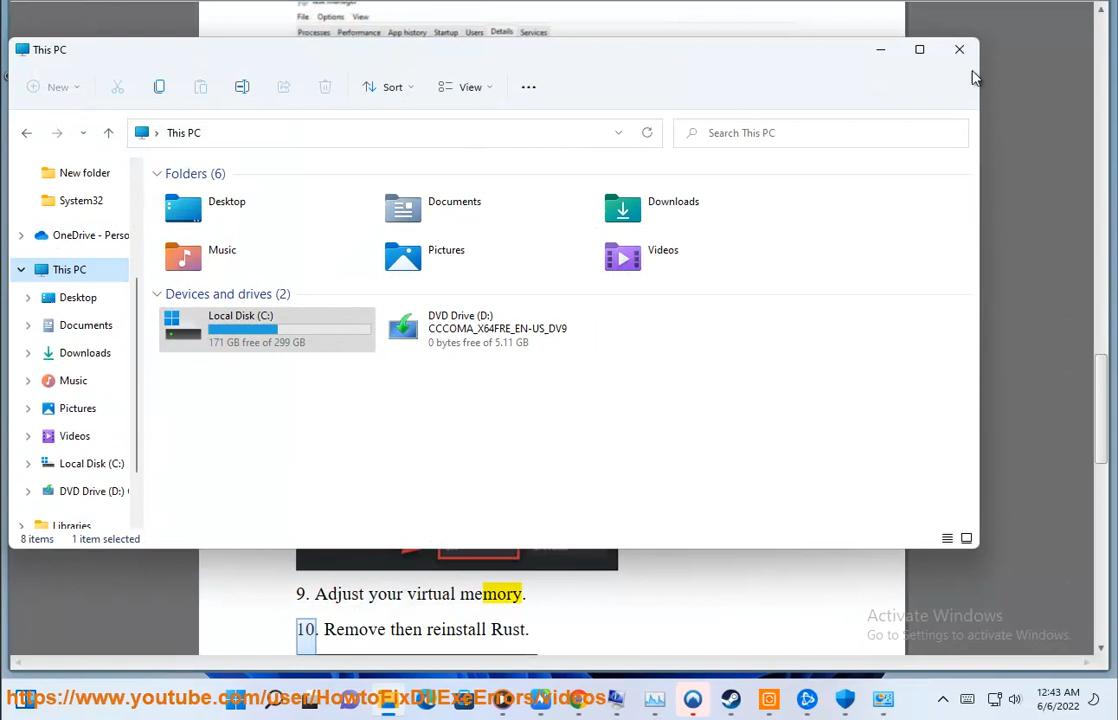 File Options View
Processes Performance App history Startup Users Details Services
This PC
New Sort View
This PC
Search This PC
New folder
System32
OneDrive - Perso
This PC
Desktop
Documents
Downloads
Music
Pictures
Videos
Local Disk (C:)
DVD Drive (D:) (
Libraries
Folders (6)
Desktop
Documents
Downloads
Music
Pictures
Videos
Devices and drives (2)
Local Disk (C:)
171 GB free of 299 GB
DVD Drive (D:)
CCCOMA_X64FRE_EN-US_DV9
0 bytes free of 5.11 GB
8 items 1 item selected
9. Adjust your virtual memory.
10. Remove then reinstall Rust.
Activate Windows
Go to Settings to activate Windows.
https://www.youtube.com/user/HowtoFixDllExeErrors/videos
12:43 AM
6/6/2022